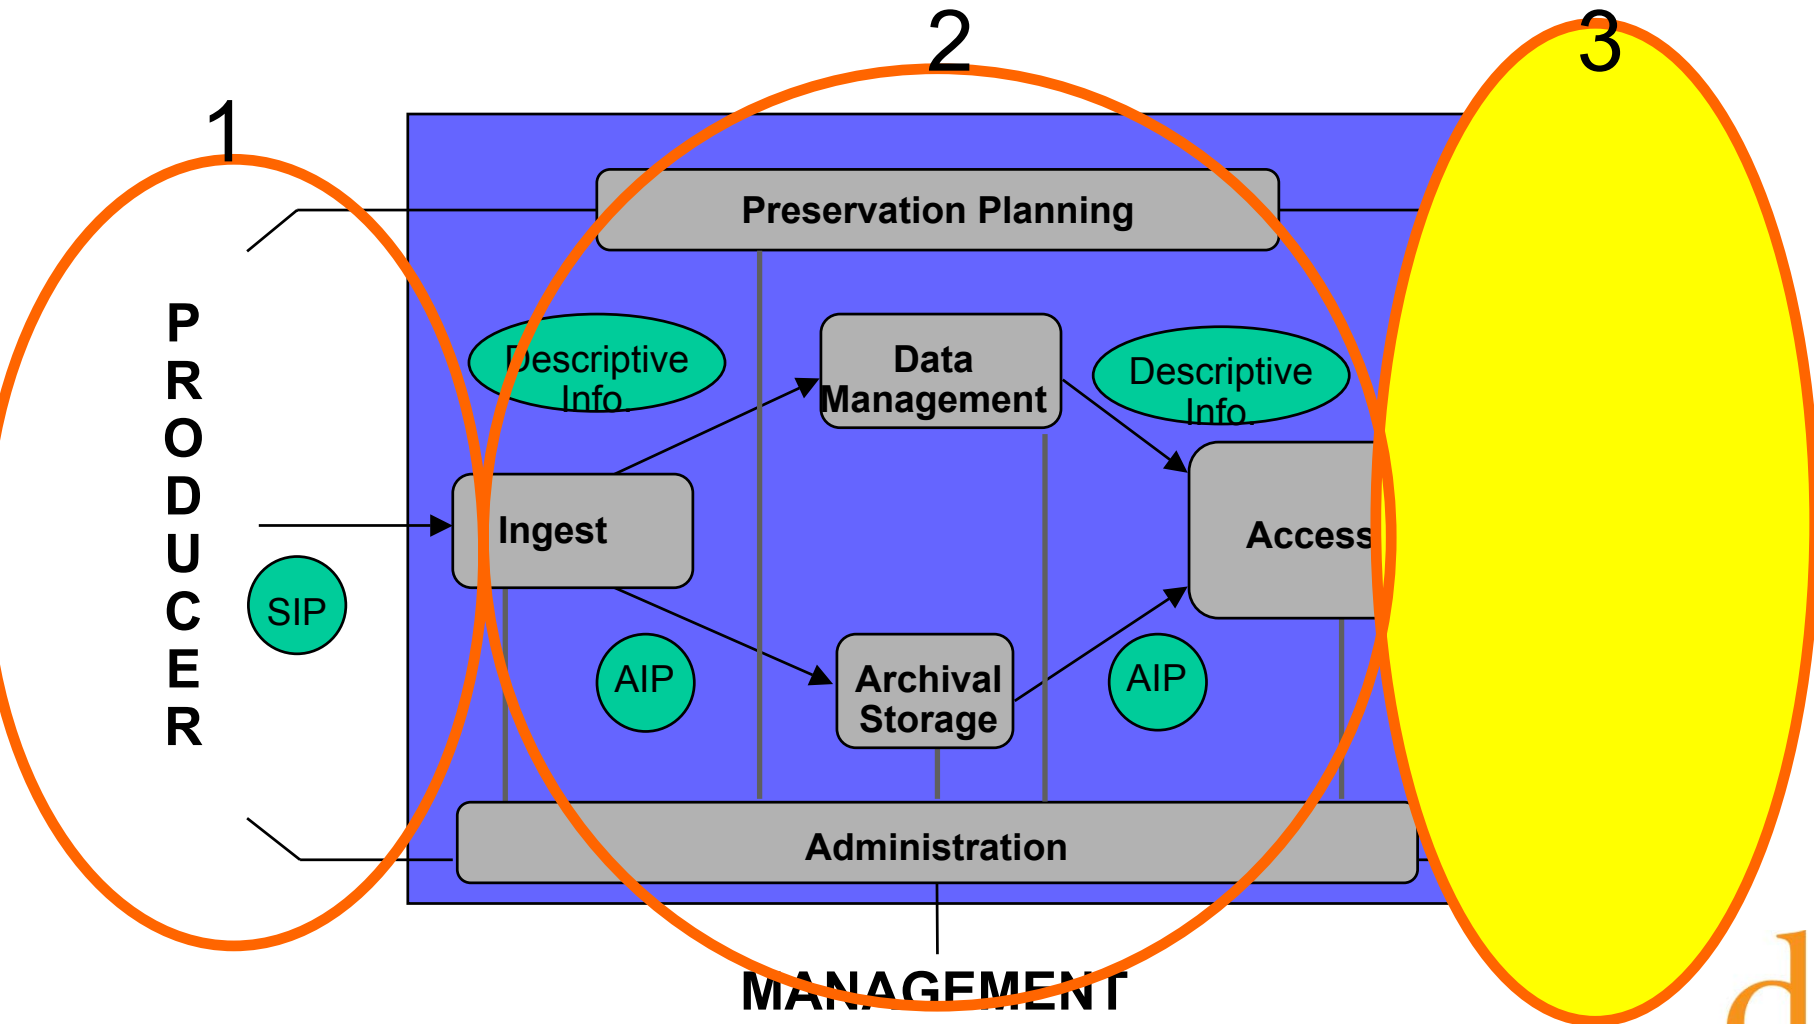 1
2
3
Preservation Planning
PRODUCER
Descriptive
Info.
Data
Management
Descriptive
Info.
Ingest
Access
SIP
AIP
Archival
Storage
AIP
Administration
MANAGEMENT
d